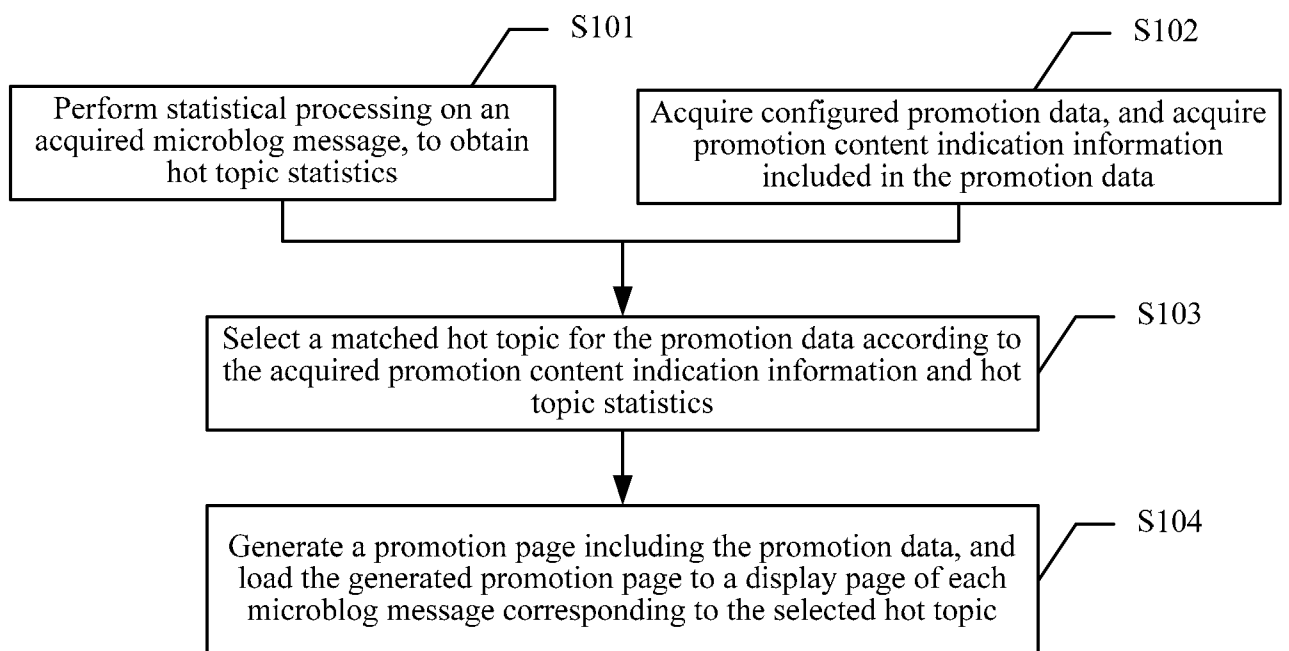 S101
Perform statistical processing on an
acquired microblog message, to obtain
hot topic statistics
S102
Acquire configured promotion data, and acquire
promotion content indication information
included in the promotion data
S103
Select a matched hot topic for the promotion data according to
the acquired promotion content indication information and hot
topic statistics
S104
Generate a promotion page including the promotion data, and
load the generated promotion page to a display page of each
microblog message corresponding to the selected hot topic